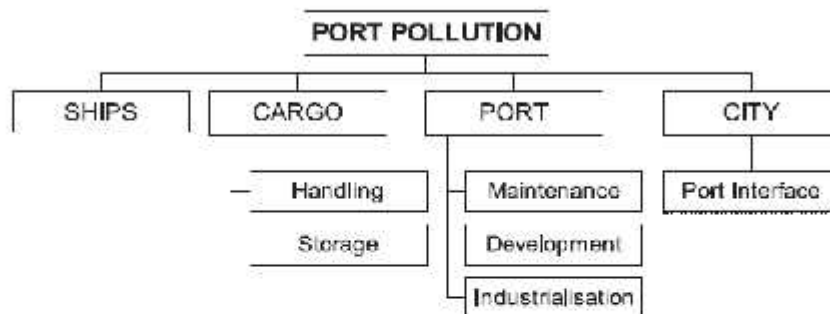 PORT POLLUTION
SHIPS CARGO PORT CITY
Handling Maintenance Port Interface
Storage Development
Industrialisation